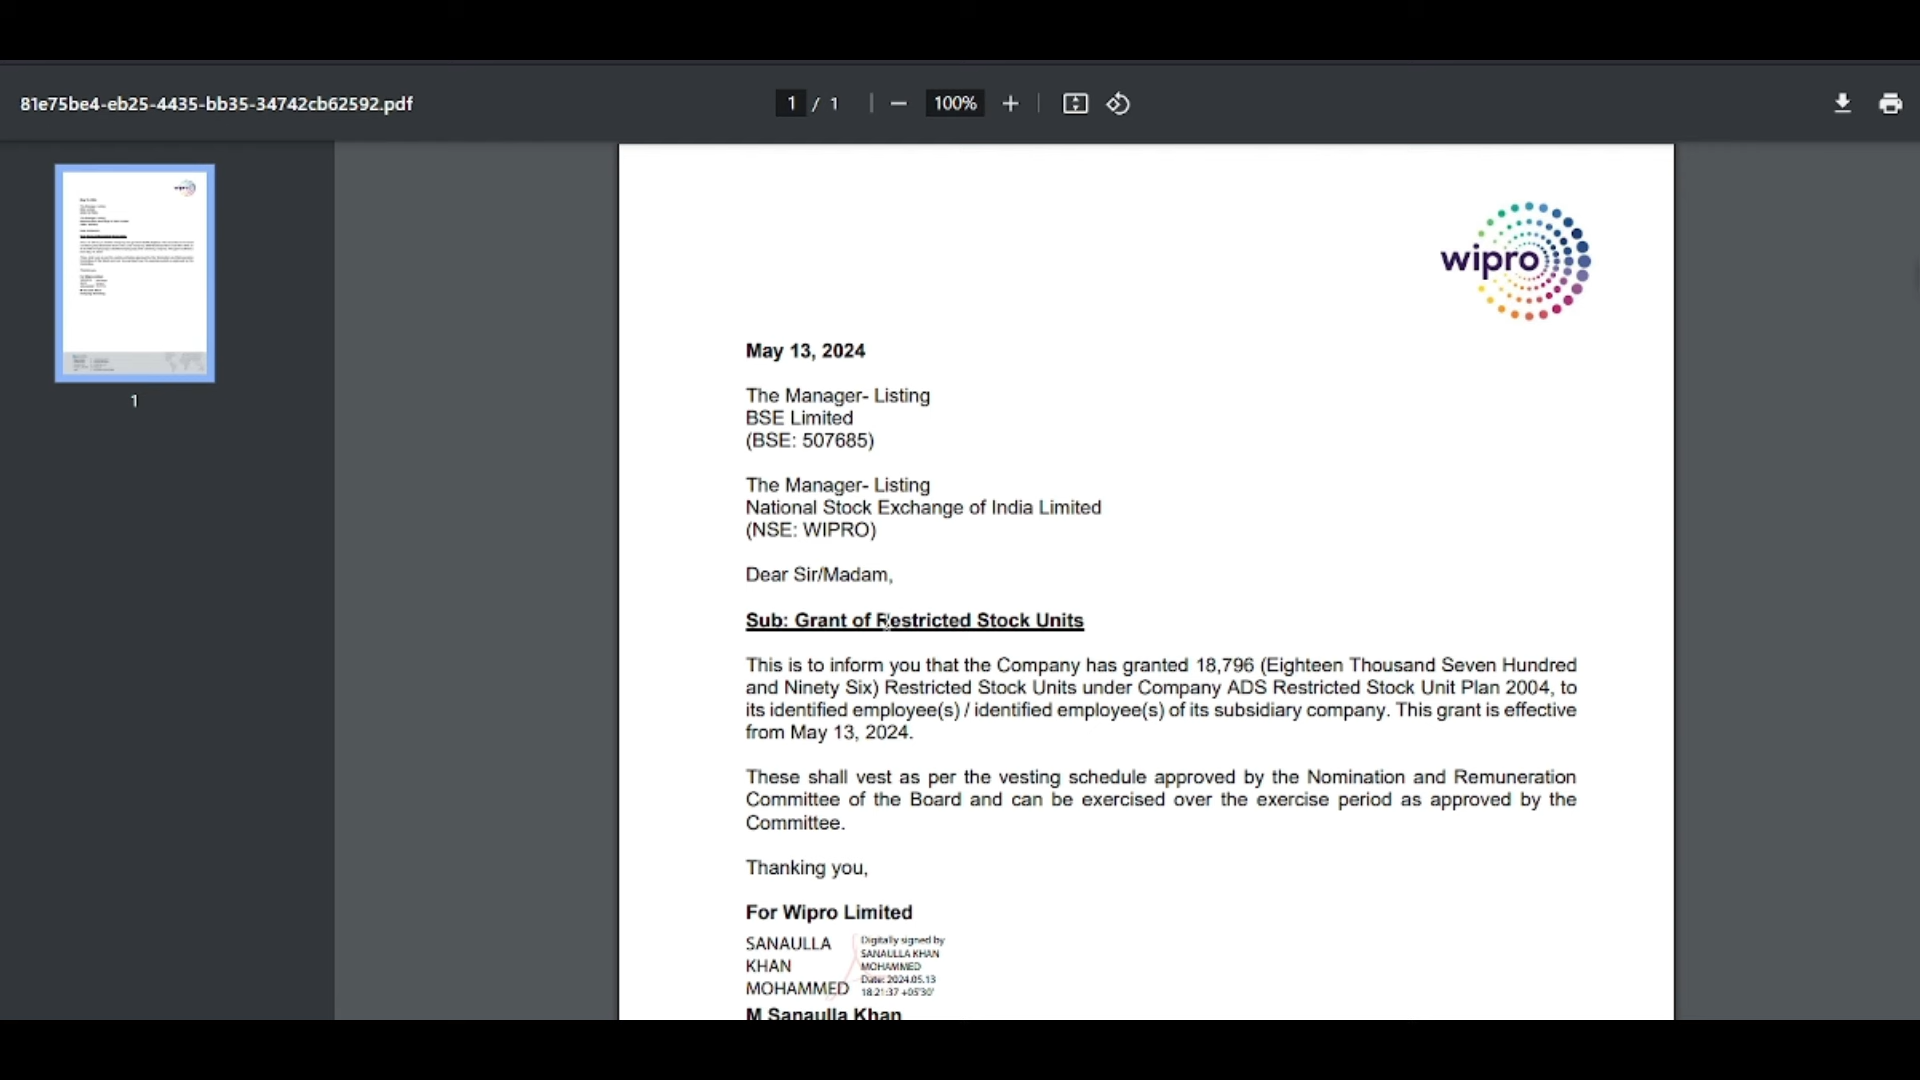 81e75be4-eb25-4435-bb35-34742cb62592.pdf
1 / 1
100%
1
wipro
May 13, 2024
The Manager- Listing
BSE Limited
(BSE: 507685)
The Manager- Listing
National Stock Exchange of India Limited
(NSE: WIPRO)
Dear Sir/Madam,
Sub: Grant of Restricted Stock Units
This is to inform you that the Company has granted 18,796 (Eighteen Thousand Seven Hundred
and Ninety Six) Restricted Stock Units under Company ADS Restricted Stock Unit Plan 2004, to
its identified employee(s) / identified employee(s) of its subsidiary company. This grant is effective
from May 13, 2024.
These shall vest as per the vesting schedule approved by the Nomination and Remuneration
Committee of the Board and can be exercised over the exercise period as approved by the
Committee.
Thanking you,
For Wipro Limited
SANAULLA
KHAN
MOHAMMED
Digitally signed by
SANAULLA KHAN
MOHAMMED
Date: 2024.05.13
18:21:37 +05'30'
M Sanaulla Khan